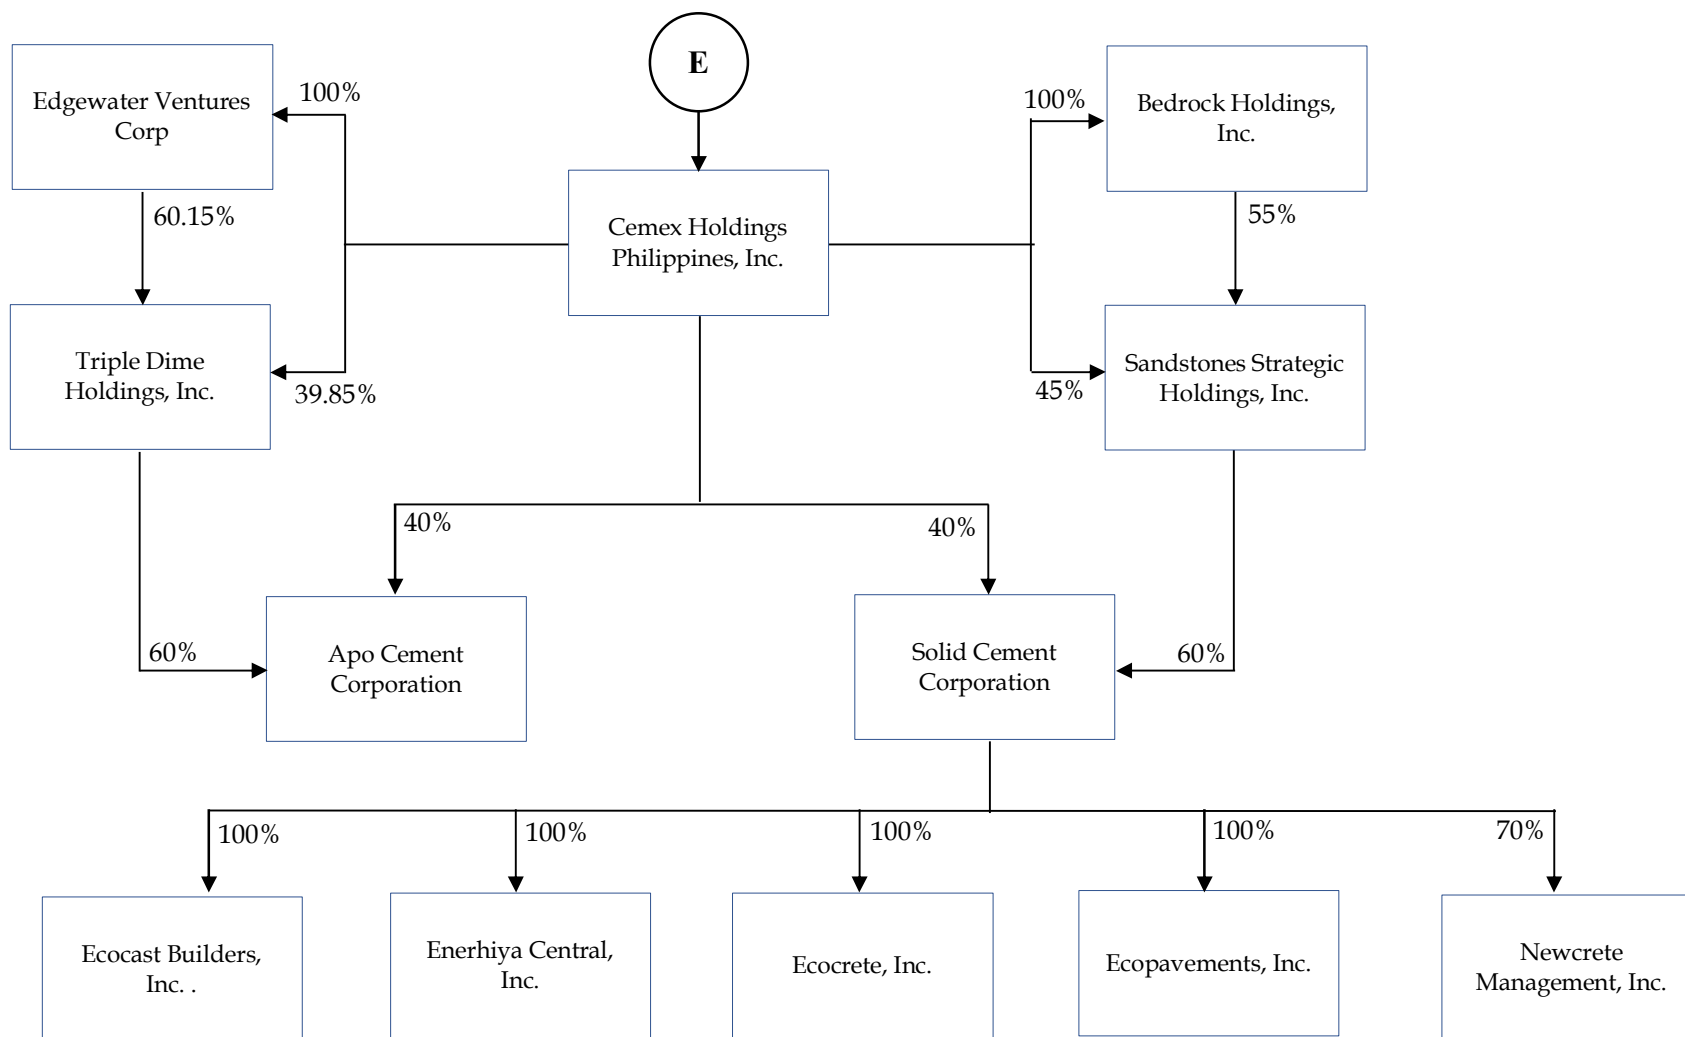 E
Edgewater Ventures
Corp
100%
100%
Bedrock Holdings,
Inc.
60.15%
Cemex Holdings
Philippines, Inc.
55%
Triple Dime
Holdings, Inc.
39.85%
45%
Sandstones Strategic
Holdings, Inc.
40%
40%
60%
Apo Cement
Corporation
Solid Cement
Corporation
60%
100%
100%
100%
100%
70%
Ecocast Builders,
Inc. .
Enerhiya Central,
Inc.
Ecocrete, Inc.
Ecopavements, Inc.
Newcrete
Management, Inc.